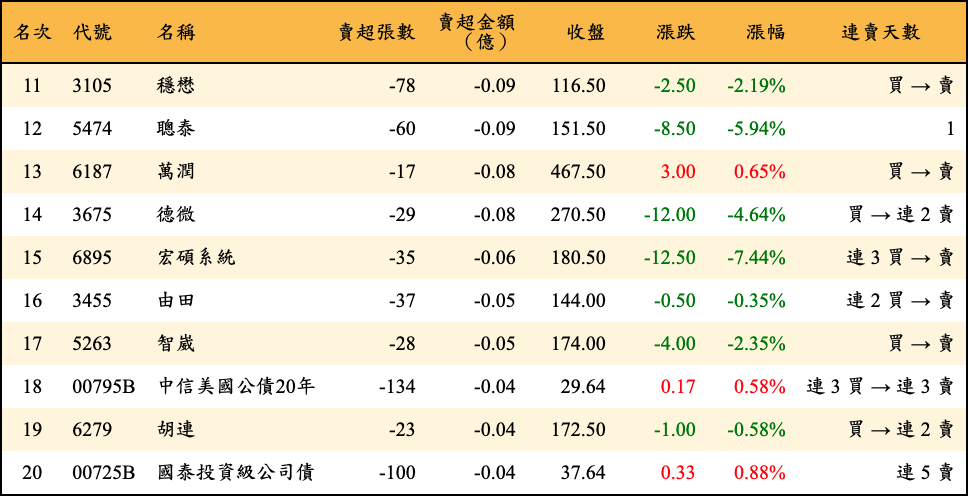 名次 代號 名稱 賣超張數 賣超金額（億） 收盤 漲跌 漲幅 連賣天數
11 3105 穩懋 -78 -0.09 116.50 -2.50 -2.19% 買 → 賣
12 5474 聰泰 -60 -0.09 151.50 -8.50 -5.94% 1
13 6187 萬潤 -17 -0.08 467.50 3.00 0.65% 買 → 賣
14 3675 德微 -29 -0.08 270.50 -12.00 -4.64% 買 → 連 2 賣
15 6895 宏碩系統 -35 -0.06 180.50 -12.50 -7.44% 連 3 買 → 賣
16 3455 由田 -37 -0.05 144.00 -0.50 -0.35% 連 2 買 → 賣
17 5263 智崴 -28 -0.05 174.00 -4.00 -2.35% 買 → 賣
18 00795B 中信美國公債20年 -134 -0.04 29.64 0.17 0.58% 連 3 買 → 連 3 賣
19 6279 胡連 -23 -0.04 172.50 -1.00 -0.58% 買 → 連 2 賣
20 00725B 國泰投資級公司債 -100 -0.04 37.64 0.33 0.88% 連 5 賣